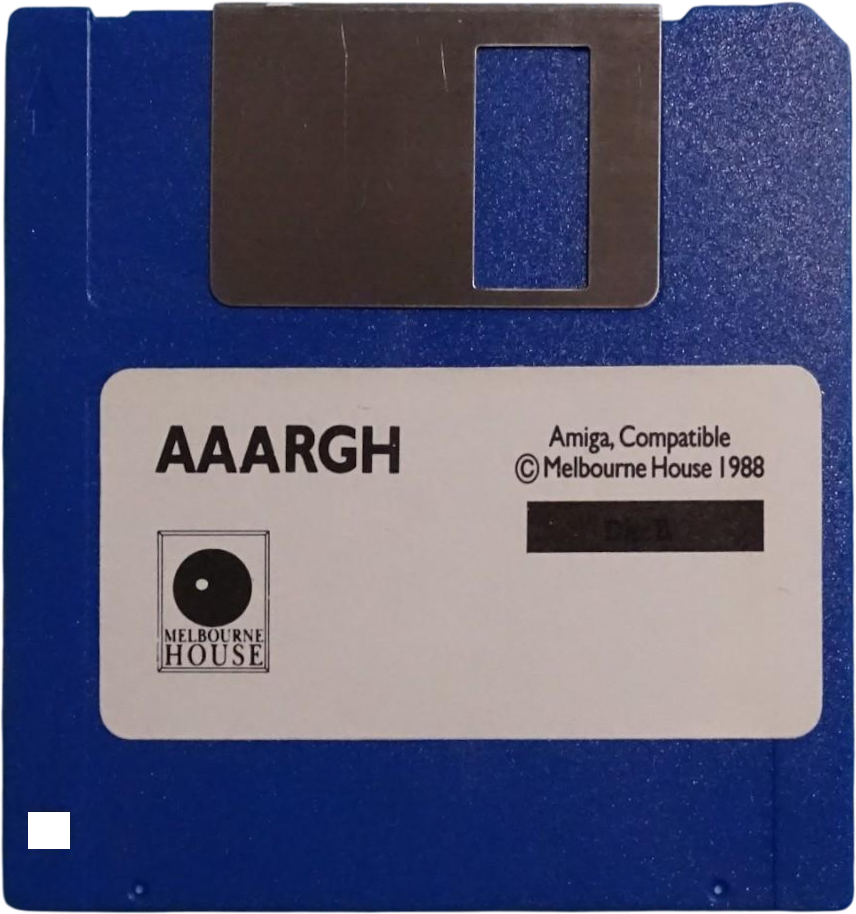 AAARGH
Amiga, Compatible
© Melbourne House 1988
MELBOURNE
HOUSE